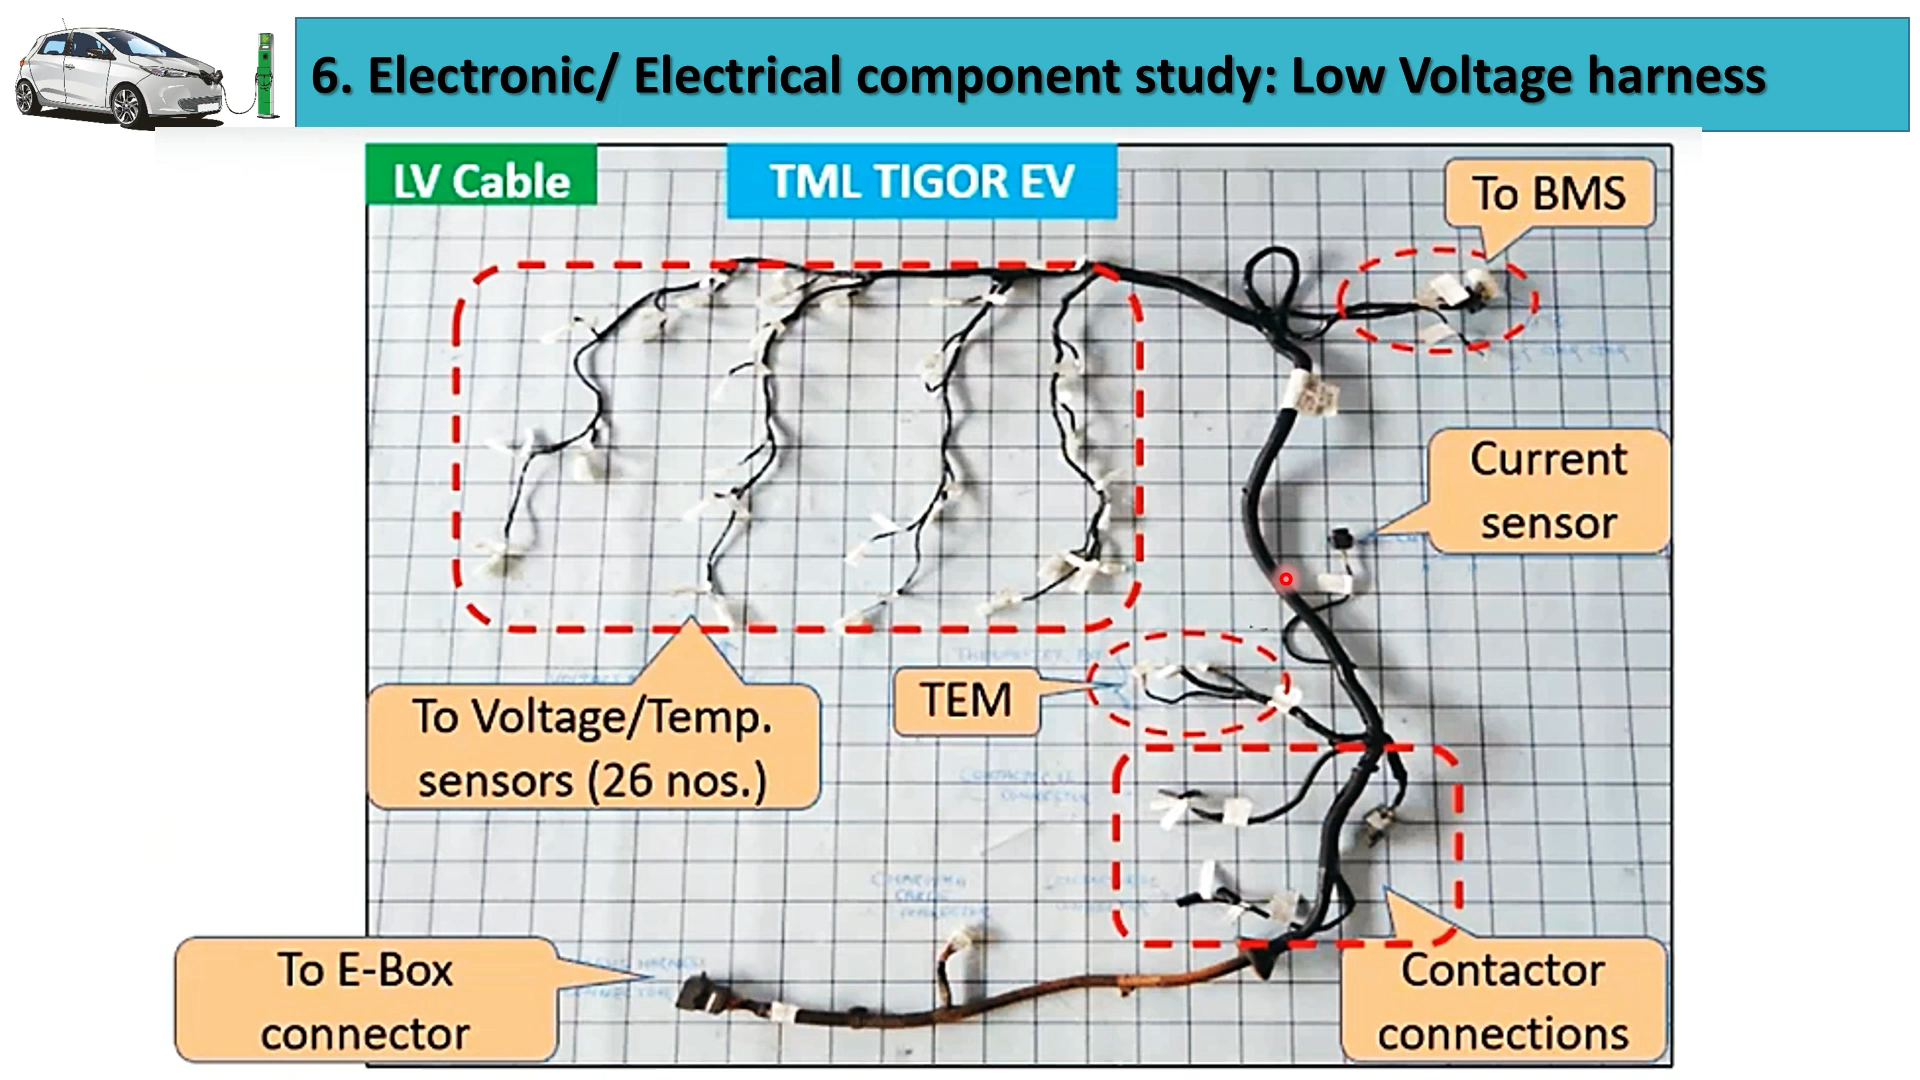 6. Electronic/ Electrical component study: Low Voltage harness
LV Cable
TML TIGOR EV
To BMS
Current
sensor
TEM
To Voltage/Temp.
sensors (26 nos.)
To E-Box
connector
Contactor
connections